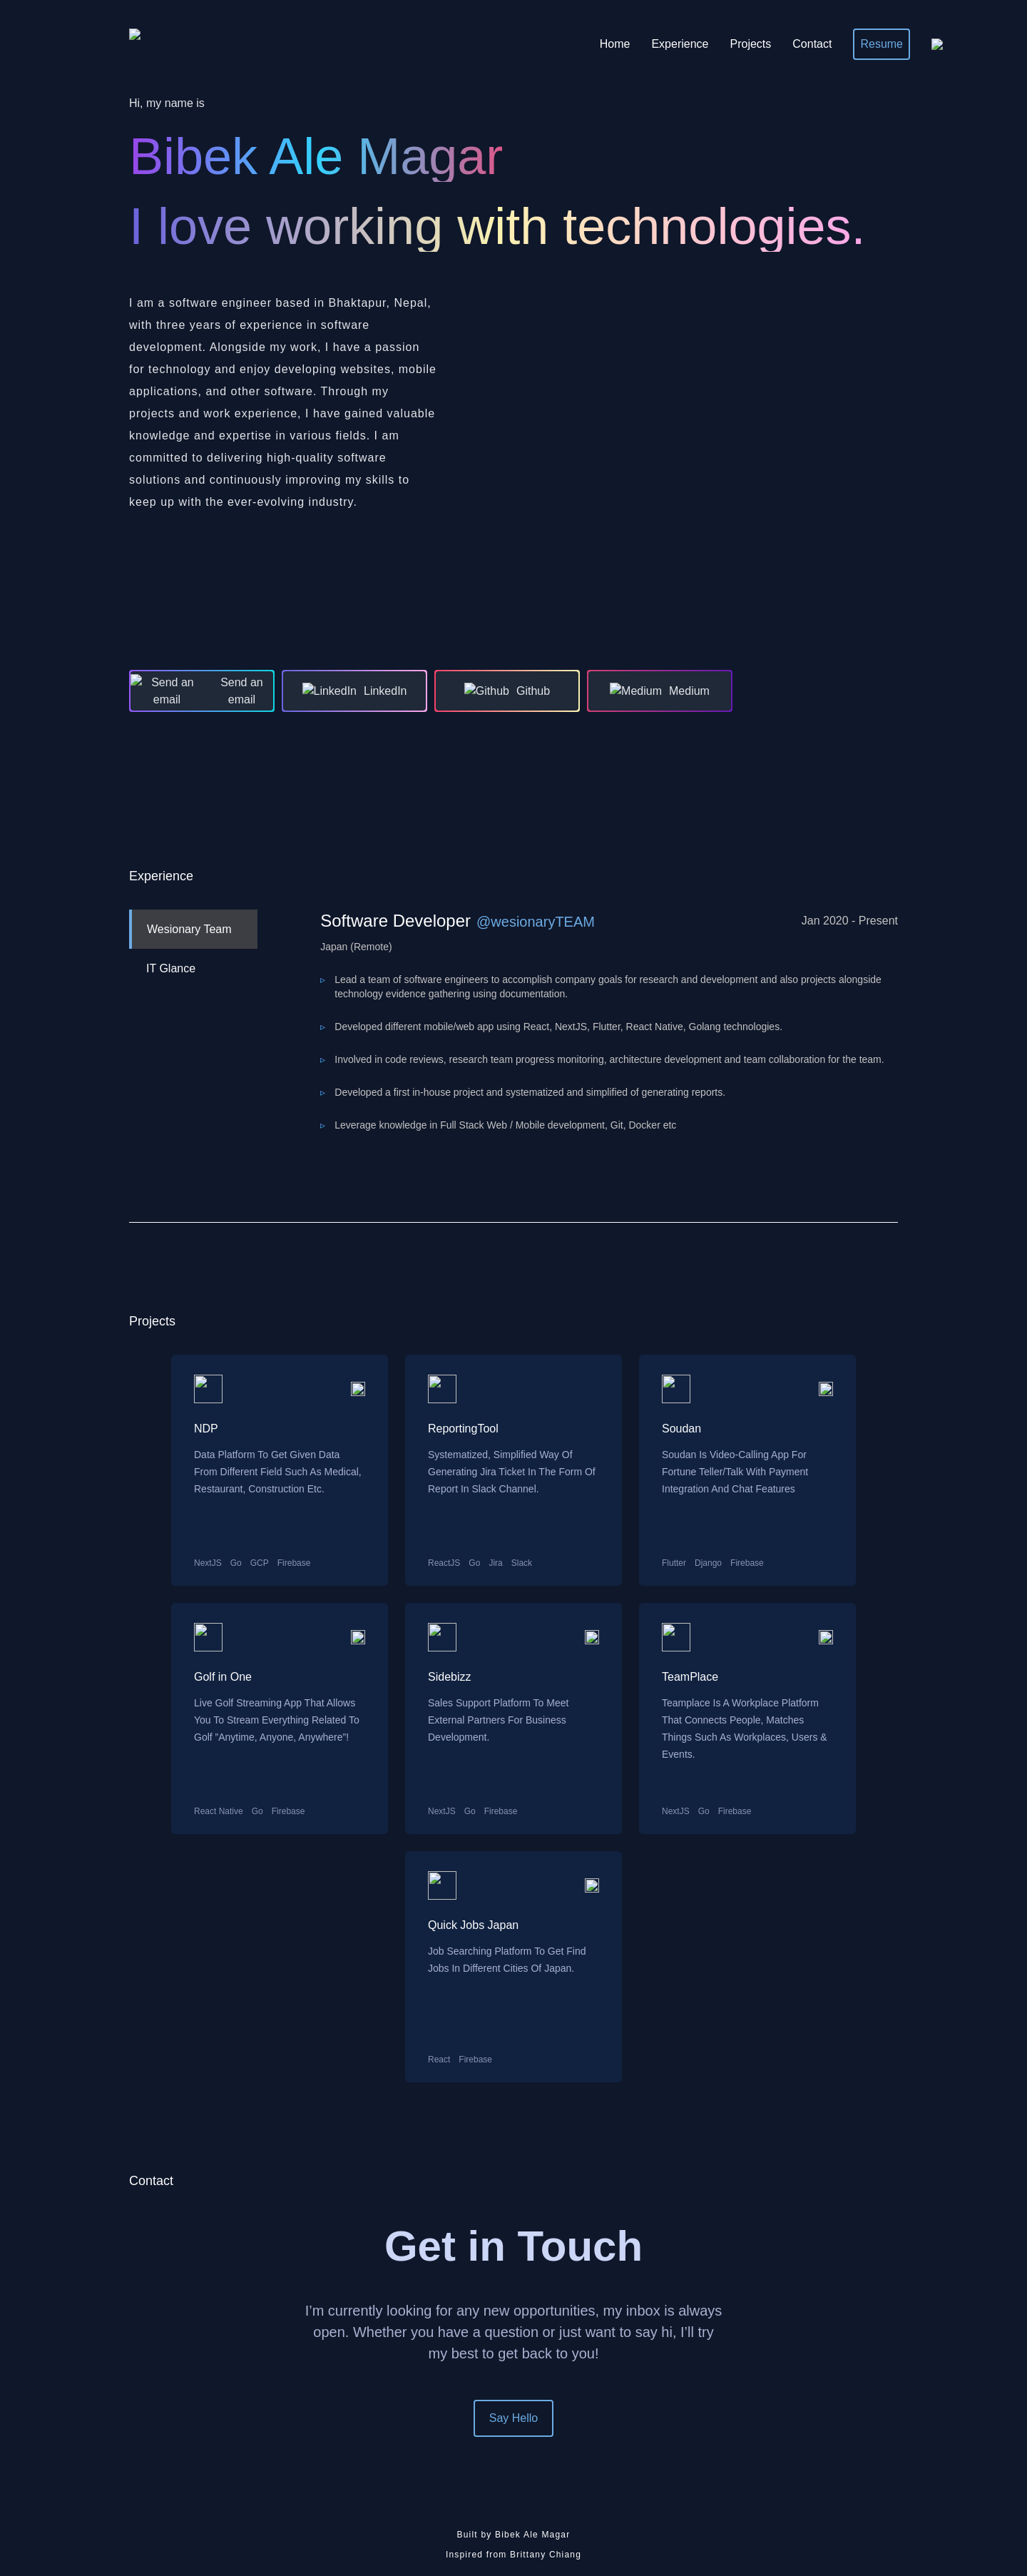 Home Experience Projects Contact Resume
Hi, my name is
Bibek Ale Magar
I love working with technologies.
I am a software engineer based in Bhaktapur, Nepal,
with three years of experience in software
development. Alongside my work, I have a passion
for technology and enjoy developing websites, mobile
applications, and other software. Through my
projects and work experience, I have gained valuable
knowledge and expertise in various fields. I am
committed to delivering high-quality software
solutions and continuously improving my skills to
keep up with the ever-evolving industry.
Send an email Send an email LinkedIn LinkedIn Github Github Medium Medium
Experience
Wesionary Team
IT Glance
Software Developer @wesionaryTEAM Jan 2020 - Present
Japan (Remote)
▹ Lead a team of software engineers to accomplish company goals for research and development and also projects alongside
technology evidence gathering using documentation.
▹ Developed different mobile/web app using React, NextJS, Flutter, React Native, Golang technologies.
▹ Involved in code reviews, research team progress monitoring, architecture development and team collaboration for the team.
▹ Developed a first in-house project and systematized and simplified of generating reports.
▹ Leverage knowledge in Full Stack Web / Mobile development, Git, Docker etc
Projects
NDP
Data Platform To Get Given Data
From Different Field Such As Medical,
Restaurant, Construction Etc.
NextJS Go GCP Firebase
ReportingTool
Systematized, Simplified Way Of
Generating Jira Ticket In The Form Of
Report In Slack Channel.
ReactJS Go Jira Slack
Soudan
Soudan Is Video-Calling App For
Fortune Teller/Talk With Payment
Integration And Chat Features
Flutter Django Firebase
Golf in One
Live Golf Streaming App That Allows
You To Stream Everything Related To
Golf "Anytime, Anyone, Anywhere"!
React Native Go Firebase
Sidebizz
Sales Support Platform To Meet
External Partners For Business
Development.
NextJS Go Firebase
TeamPlace
Teamplace Is A Workplace Platform
That Connects People, Matches
Things Such As Workplaces, Users &
Events.
NextJS Go Firebase
Quick Jobs Japan
Job Searching Platform To Get Find
Jobs In Different Cities Of Japan.
React Firebase
Contact
Get in Touch
I’m currently looking for any new opportunities, my inbox is always
open. Whether you have a question or just want to say hi, I’ll try
my best to get back to you!
Say Hello
Built by Bibek Ale Magar
Inspired from Brittany Chiang